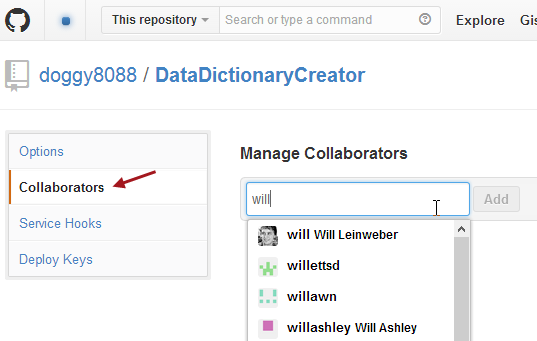 This repository Search or type a command Explore
doggy8088 / DataDictionaryCreator
Options
Collaborators
Service Hooks
Deploy Keys
Manage Collaborators
will Add
will Will Leinweber
willettsd
willawn
willashley Will Ashley